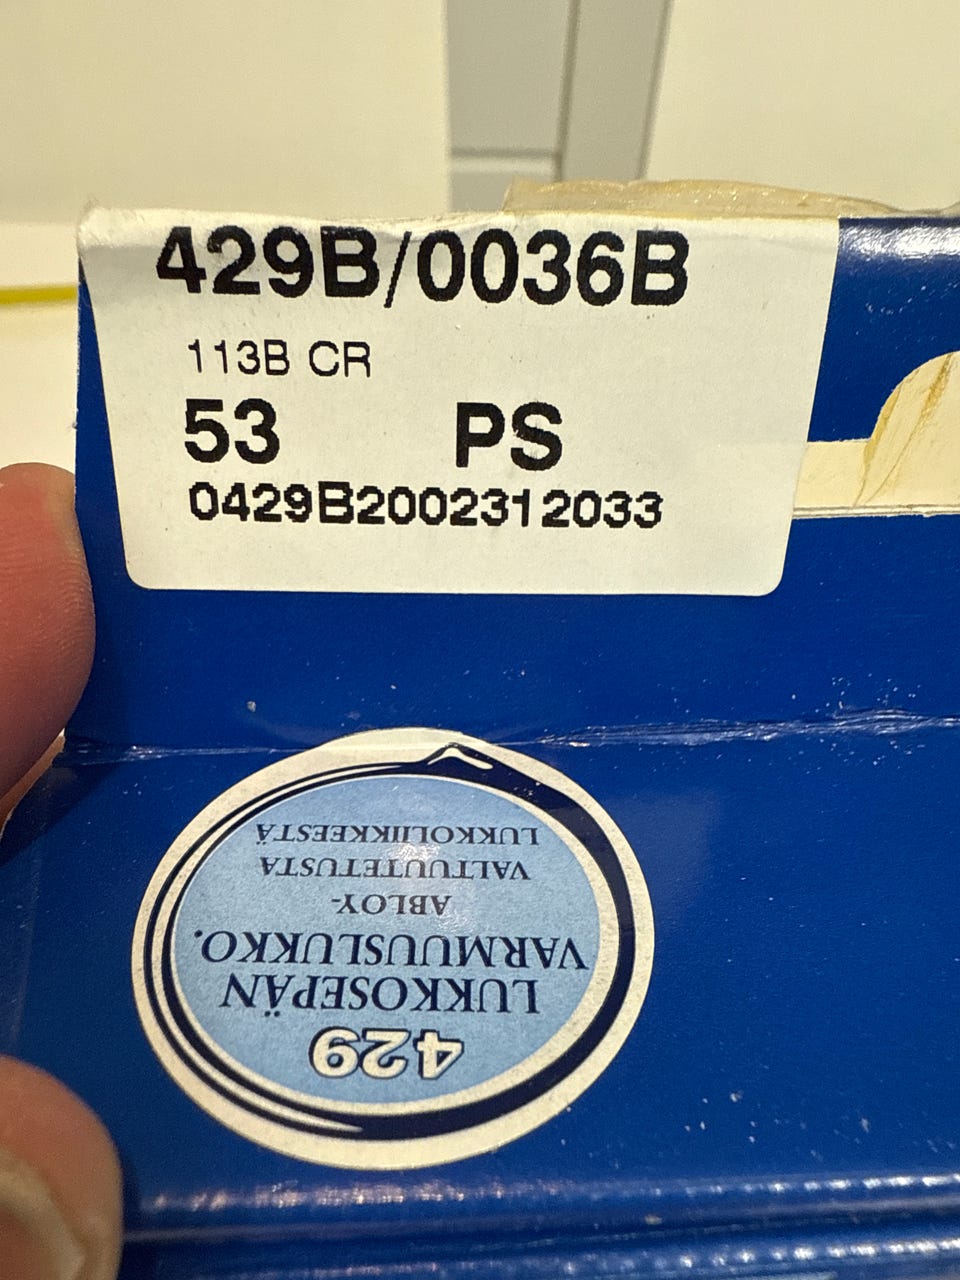 429B/0036B
113B CR
53 PS
0429B2002312033
429
LUKKOSEPÄN
VARMUUSLUKKO.
ABLOY-
VALTUUTETUSTA
LUKKOLIIKKEESTÄ